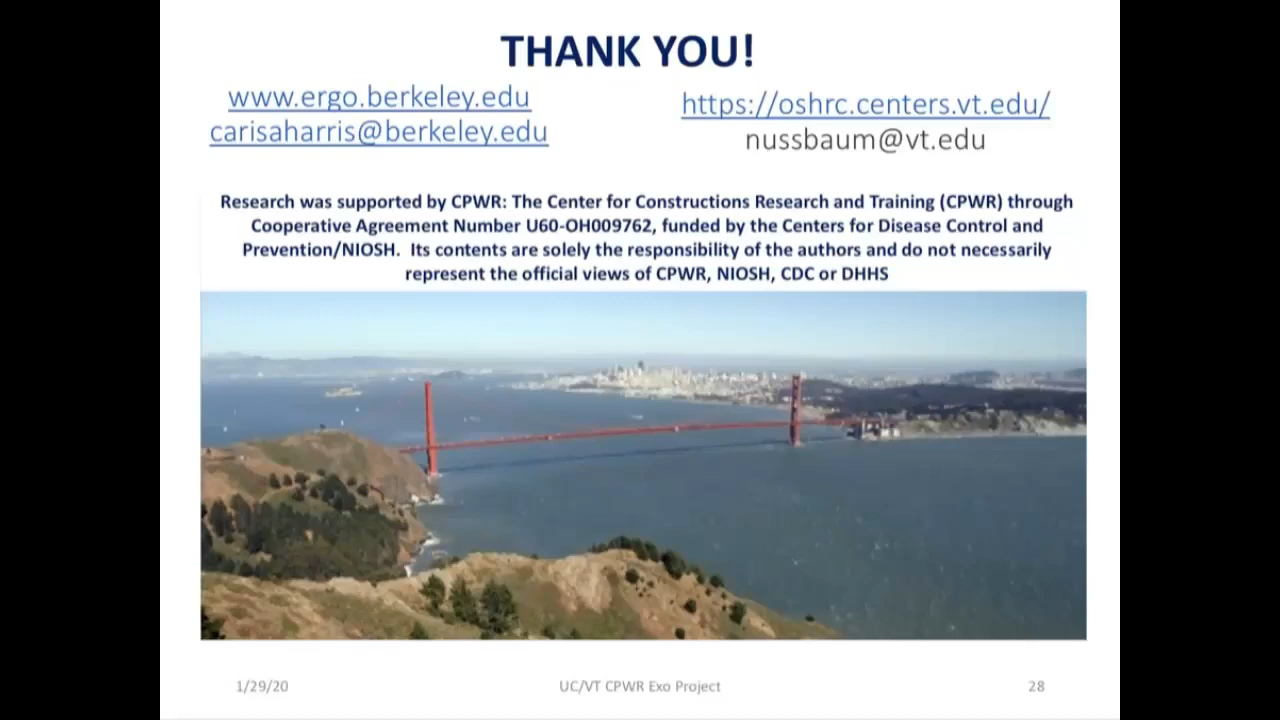 THANK YOU!
www.ergo.berkeley.edu
carisaharris@berkeley.edu
https://oshrc.centers.vt.edu/
nussbaum@vt.edu
Research was supported by CPWR: The Center for Constructions Research and Training (CPWR) through
Cooperative Agreement Number U60-OH009762, funded by the Centers for Disease Control and
Prevention/NIOSH. Its contents are solely the responsibility of the authors and do not necessarily
represent the official views of CPWR, NIOSH, CDC or DHHS
1/29/20
UC/VT CPWR Exo Project
28